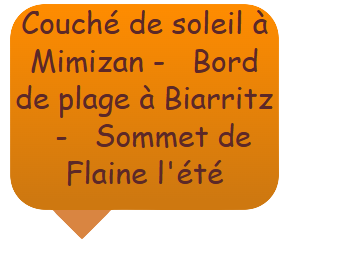 Couché de soleil à
Mimizan -   Bord
de plage à Biarritz
-   Sommet de
Flaine l'été